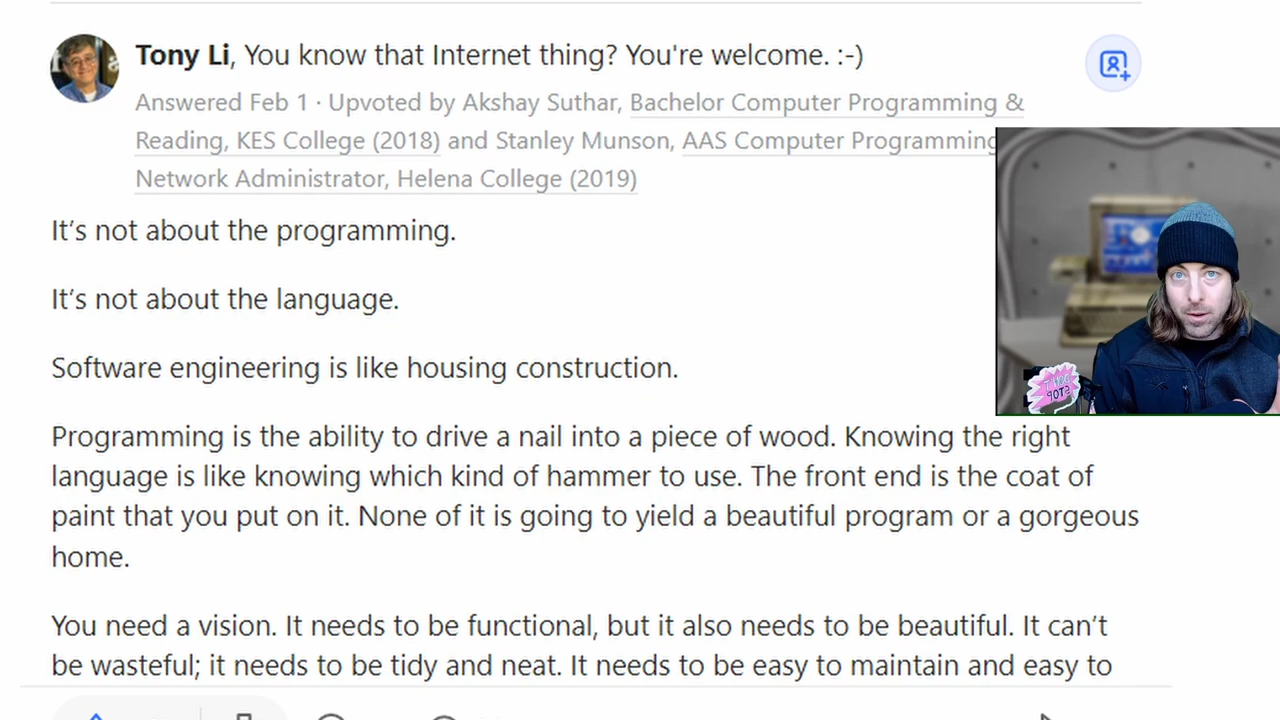 Tony Li, You know that Internet thing? You're welcome. :-)
Answered Feb 1 · Upvoted by Akshay Suthar, Bachelor Computer Programming &
Reading, KES College (2018) and Stanley Munson, AAS Computer Programming
Network Administrator, Helena College (2019)
It’s not about the programming.
It’s not about the language.
Software engineering is like housing construction.
Programming is the ability to drive a nail into a piece of wood. Knowing the right
language is like knowing which kind of hammer to use. The front end is the coat of
paint that you put on it. None of it is going to yield a beautiful program or a gorgeous
home.
You need a vision. It needs to be functional, but it also needs to be beautiful. It can’t
be wasteful; it needs to be tidy and neat. It needs to be easy to maintain and easy to